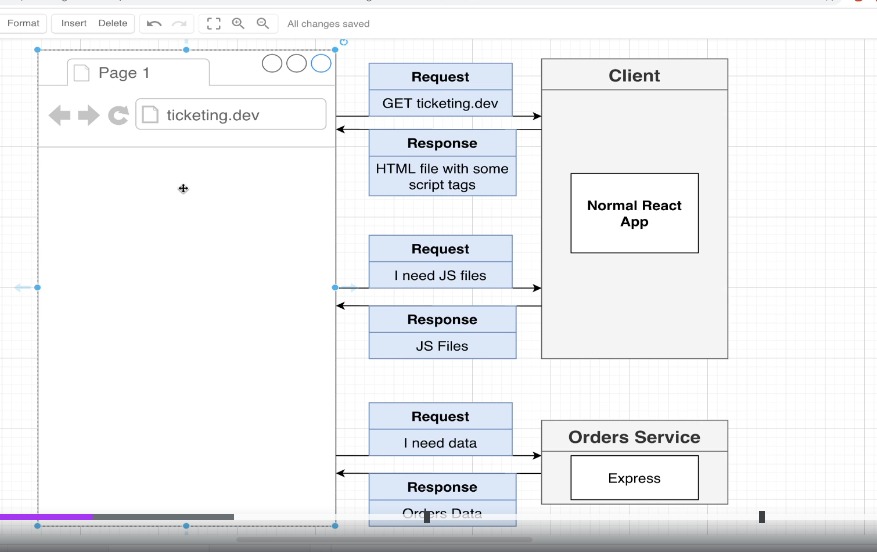 Format Insert Delete All changes saved
Page 1
ticketing.dev
Request
GET ticketing.dev
Response
HTML file with some
script tags
Request
I need JS files
Response
JS Files
Request
I need data
Response
Orders Data
Client
Normal React
App
Orders Service
Express